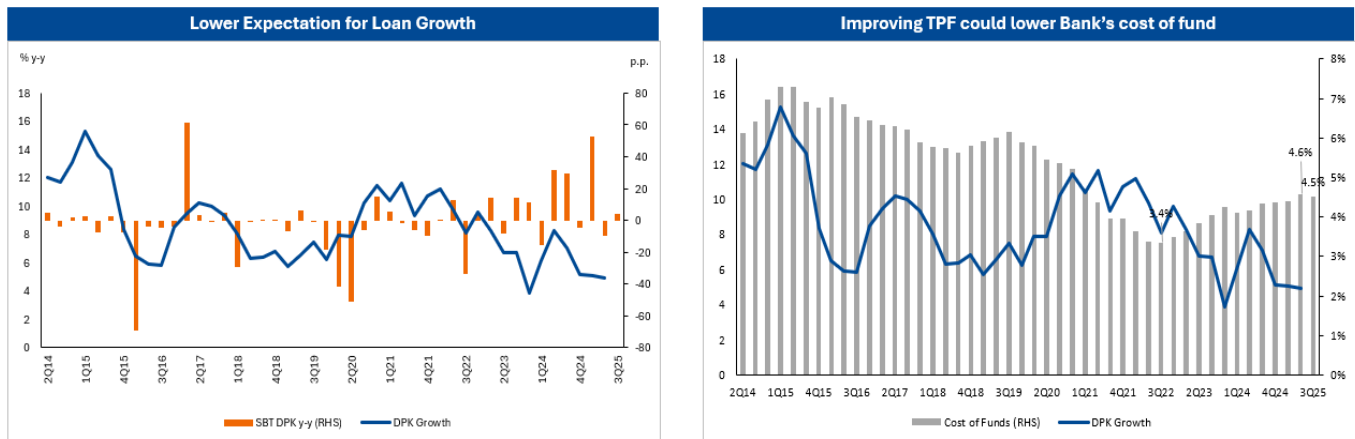 Lower Expectation for Loan Growth
% y-y
p.p.
18
16
14
12
10
8
6
4
2
0
80
60
40
20
0
-20
-40
-60
-80
2Q14
1Q15
4Q15
3Q16
2Q17
1Q18
4Q18
3Q19
2Q20
1Q21
4Q21
3Q22
2Q23
1Q24
4Q24
3Q25
SBT DPK y-y (RHS)
DPK Growth
Improving TPF could lower Bank's cost of fund
18
16
14
12
10
8
6
4
2
0
8%
7%
6%
5%
4%
3%
2%
1%
0%
3.4%
4.6%
4.5%
2Q14 1Q15 4Q15 3Q16 2Q17 1Q18 4Q18 3Q19 2Q20 1Q21 4Q21 3Q22 2Q23 1Q24 4Q24 3Q25
Cost of Funds (RHS)
DPK Growth